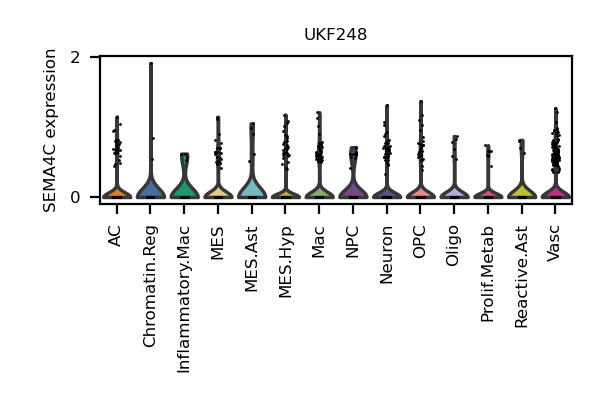 UKF248
SEMA4C expression
2
0
AC
Chromatin.Reg
Inflammatory.Mac
MES
MES.Ast
MES.Hyp
Mac
NPC
Neuron
OPC
Oligo
Prolif.Metab
Reactive.Ast
Vasc